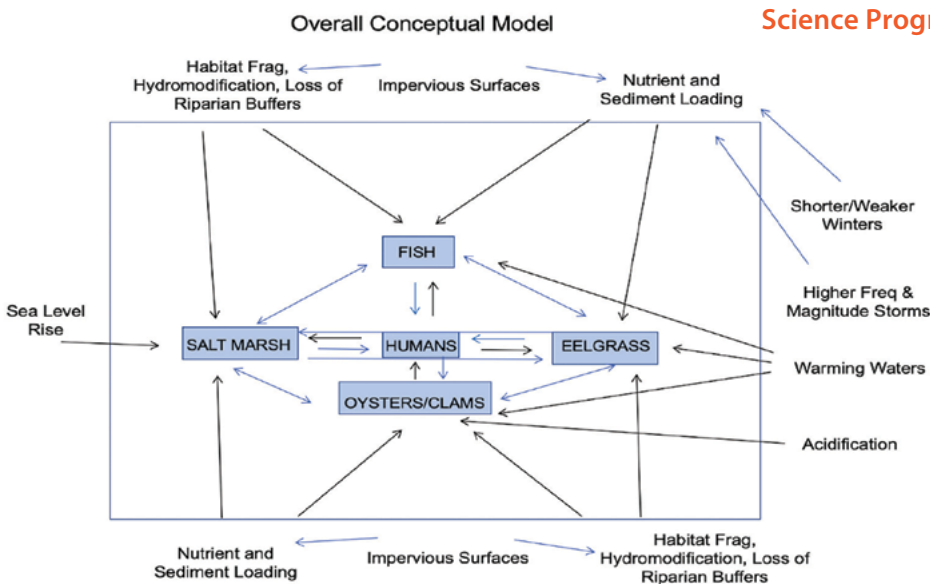 Overall Conceptual Model
Science Progr
Habitat Frag,
Hydromodification, Loss of
Riparian Buffers
Impervious Surfaces
Nutrient and
Sediment Loading
Shorter/Weaker
Winters
FISH
Higher Freq &
Magnitude Storms
Sea Level
Rise
SALT MARSH
HUMANS
EELGRASS
Warming Waters
OYSTERS/CLAMS
Acidification
Nutrient and
Sediment Loading
Impervious Surfaces
Habitat Frag,
Hydromodification, Loss of
Riparian Buffers